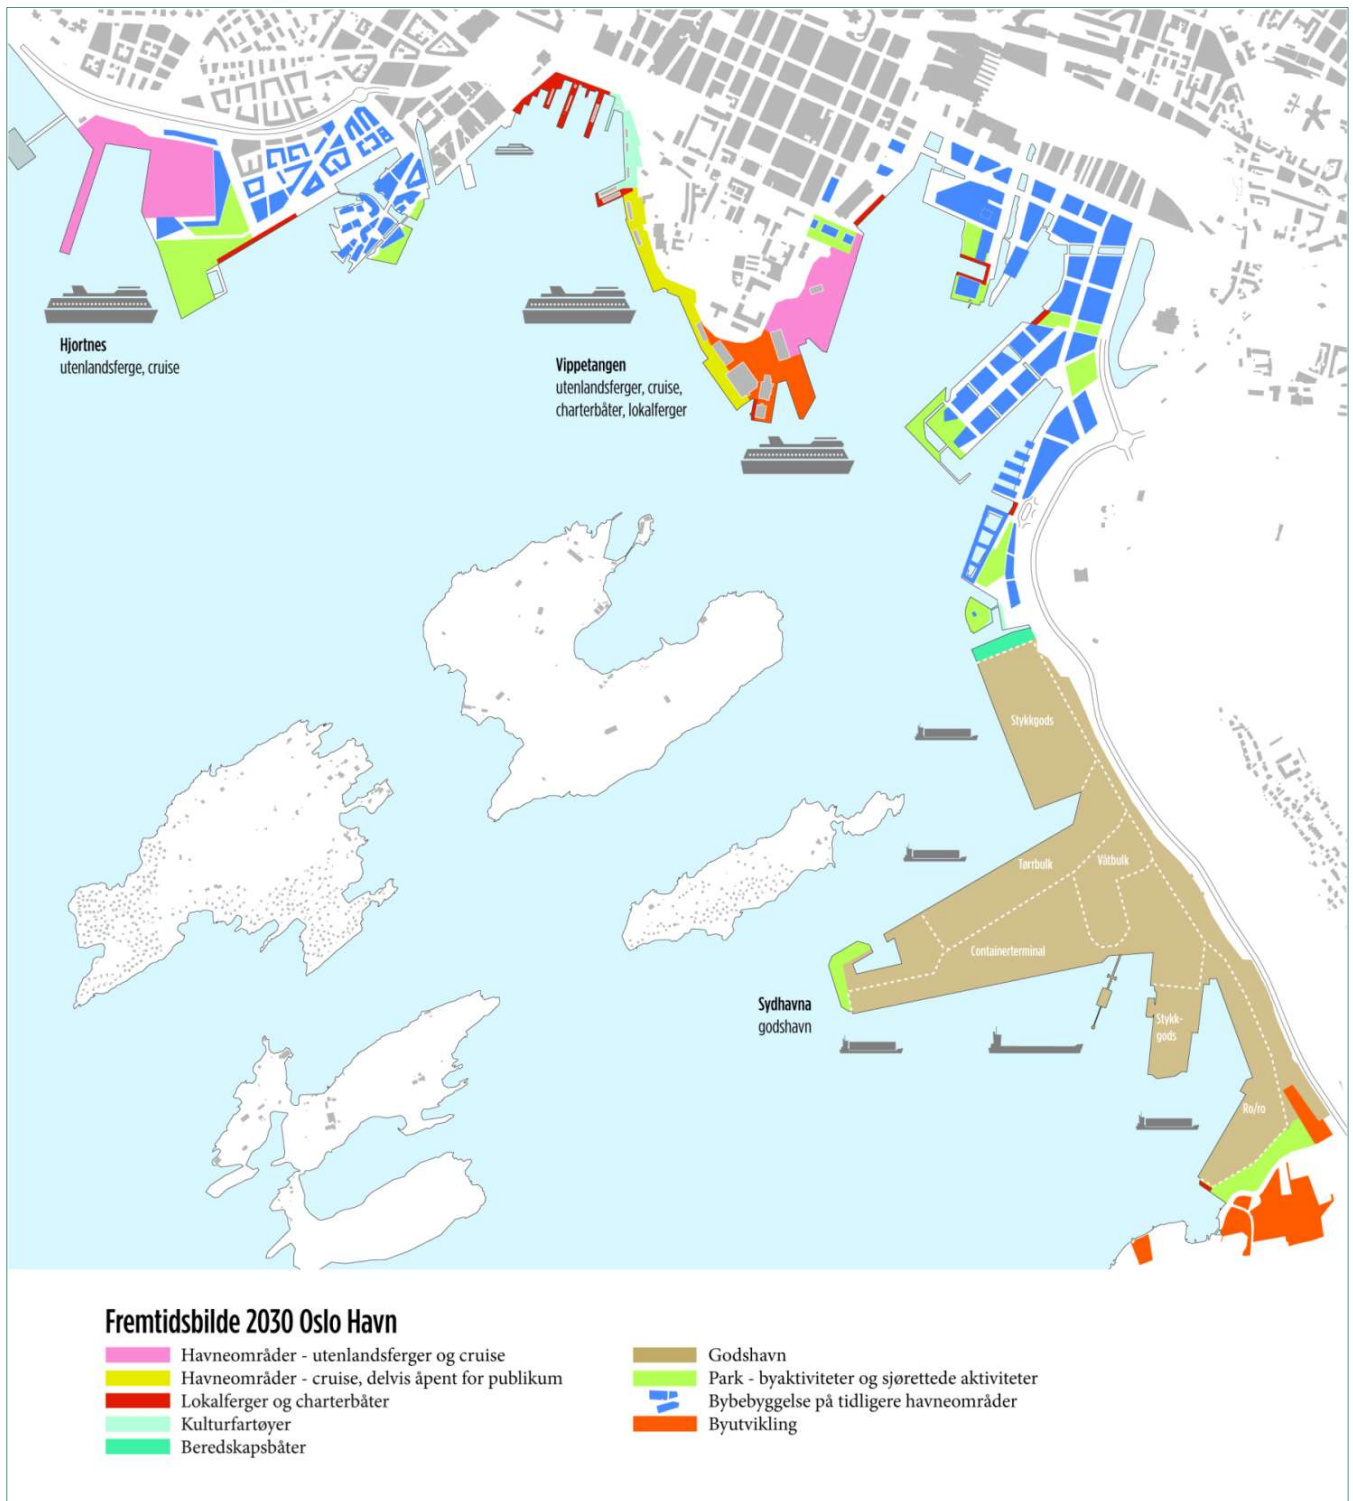 Hjortnes
utenlandsferge, cruise
Vippetangen
utenlandsferger, cruise,
charterbåter, lokalferger
Stykkgods
Tørrbulk
Våtbulk
Containerterminal
Sydhavna
godshavn
Stykk-
gods
Ro/ro
Fremtidsbilde 2030 Oslo Havn
Havneområder - utenlandsferger og cruise
Havneområder - cruise, delvis åpent for publikum
Lokalferger og charterbåter
Kulturfartøyer
Beredskapsbåter
Godshavn
Park - byaktiviteter og sjørettede aktiviteter
Bybebyggelse på tidligere havneområder
Byutvikling